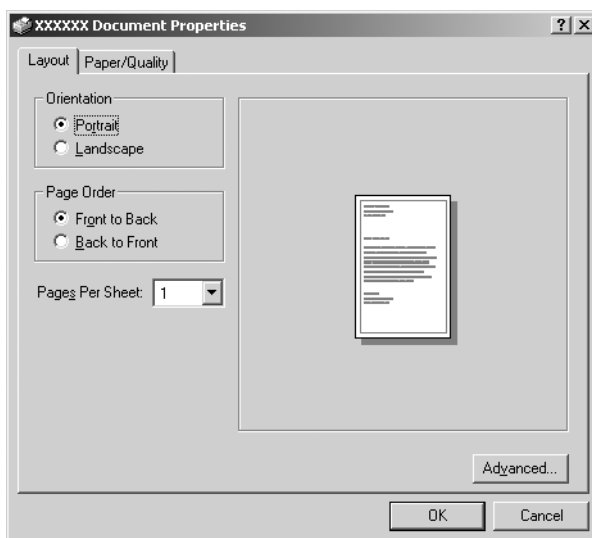 XXXXXX Document Properties
Layout
Paper/Quality
Orientation
Portrait
Landscape
Page Order
Front to Back
Back to Front
Pages Per Sheet: 1
Advanced...
OK
Cancel